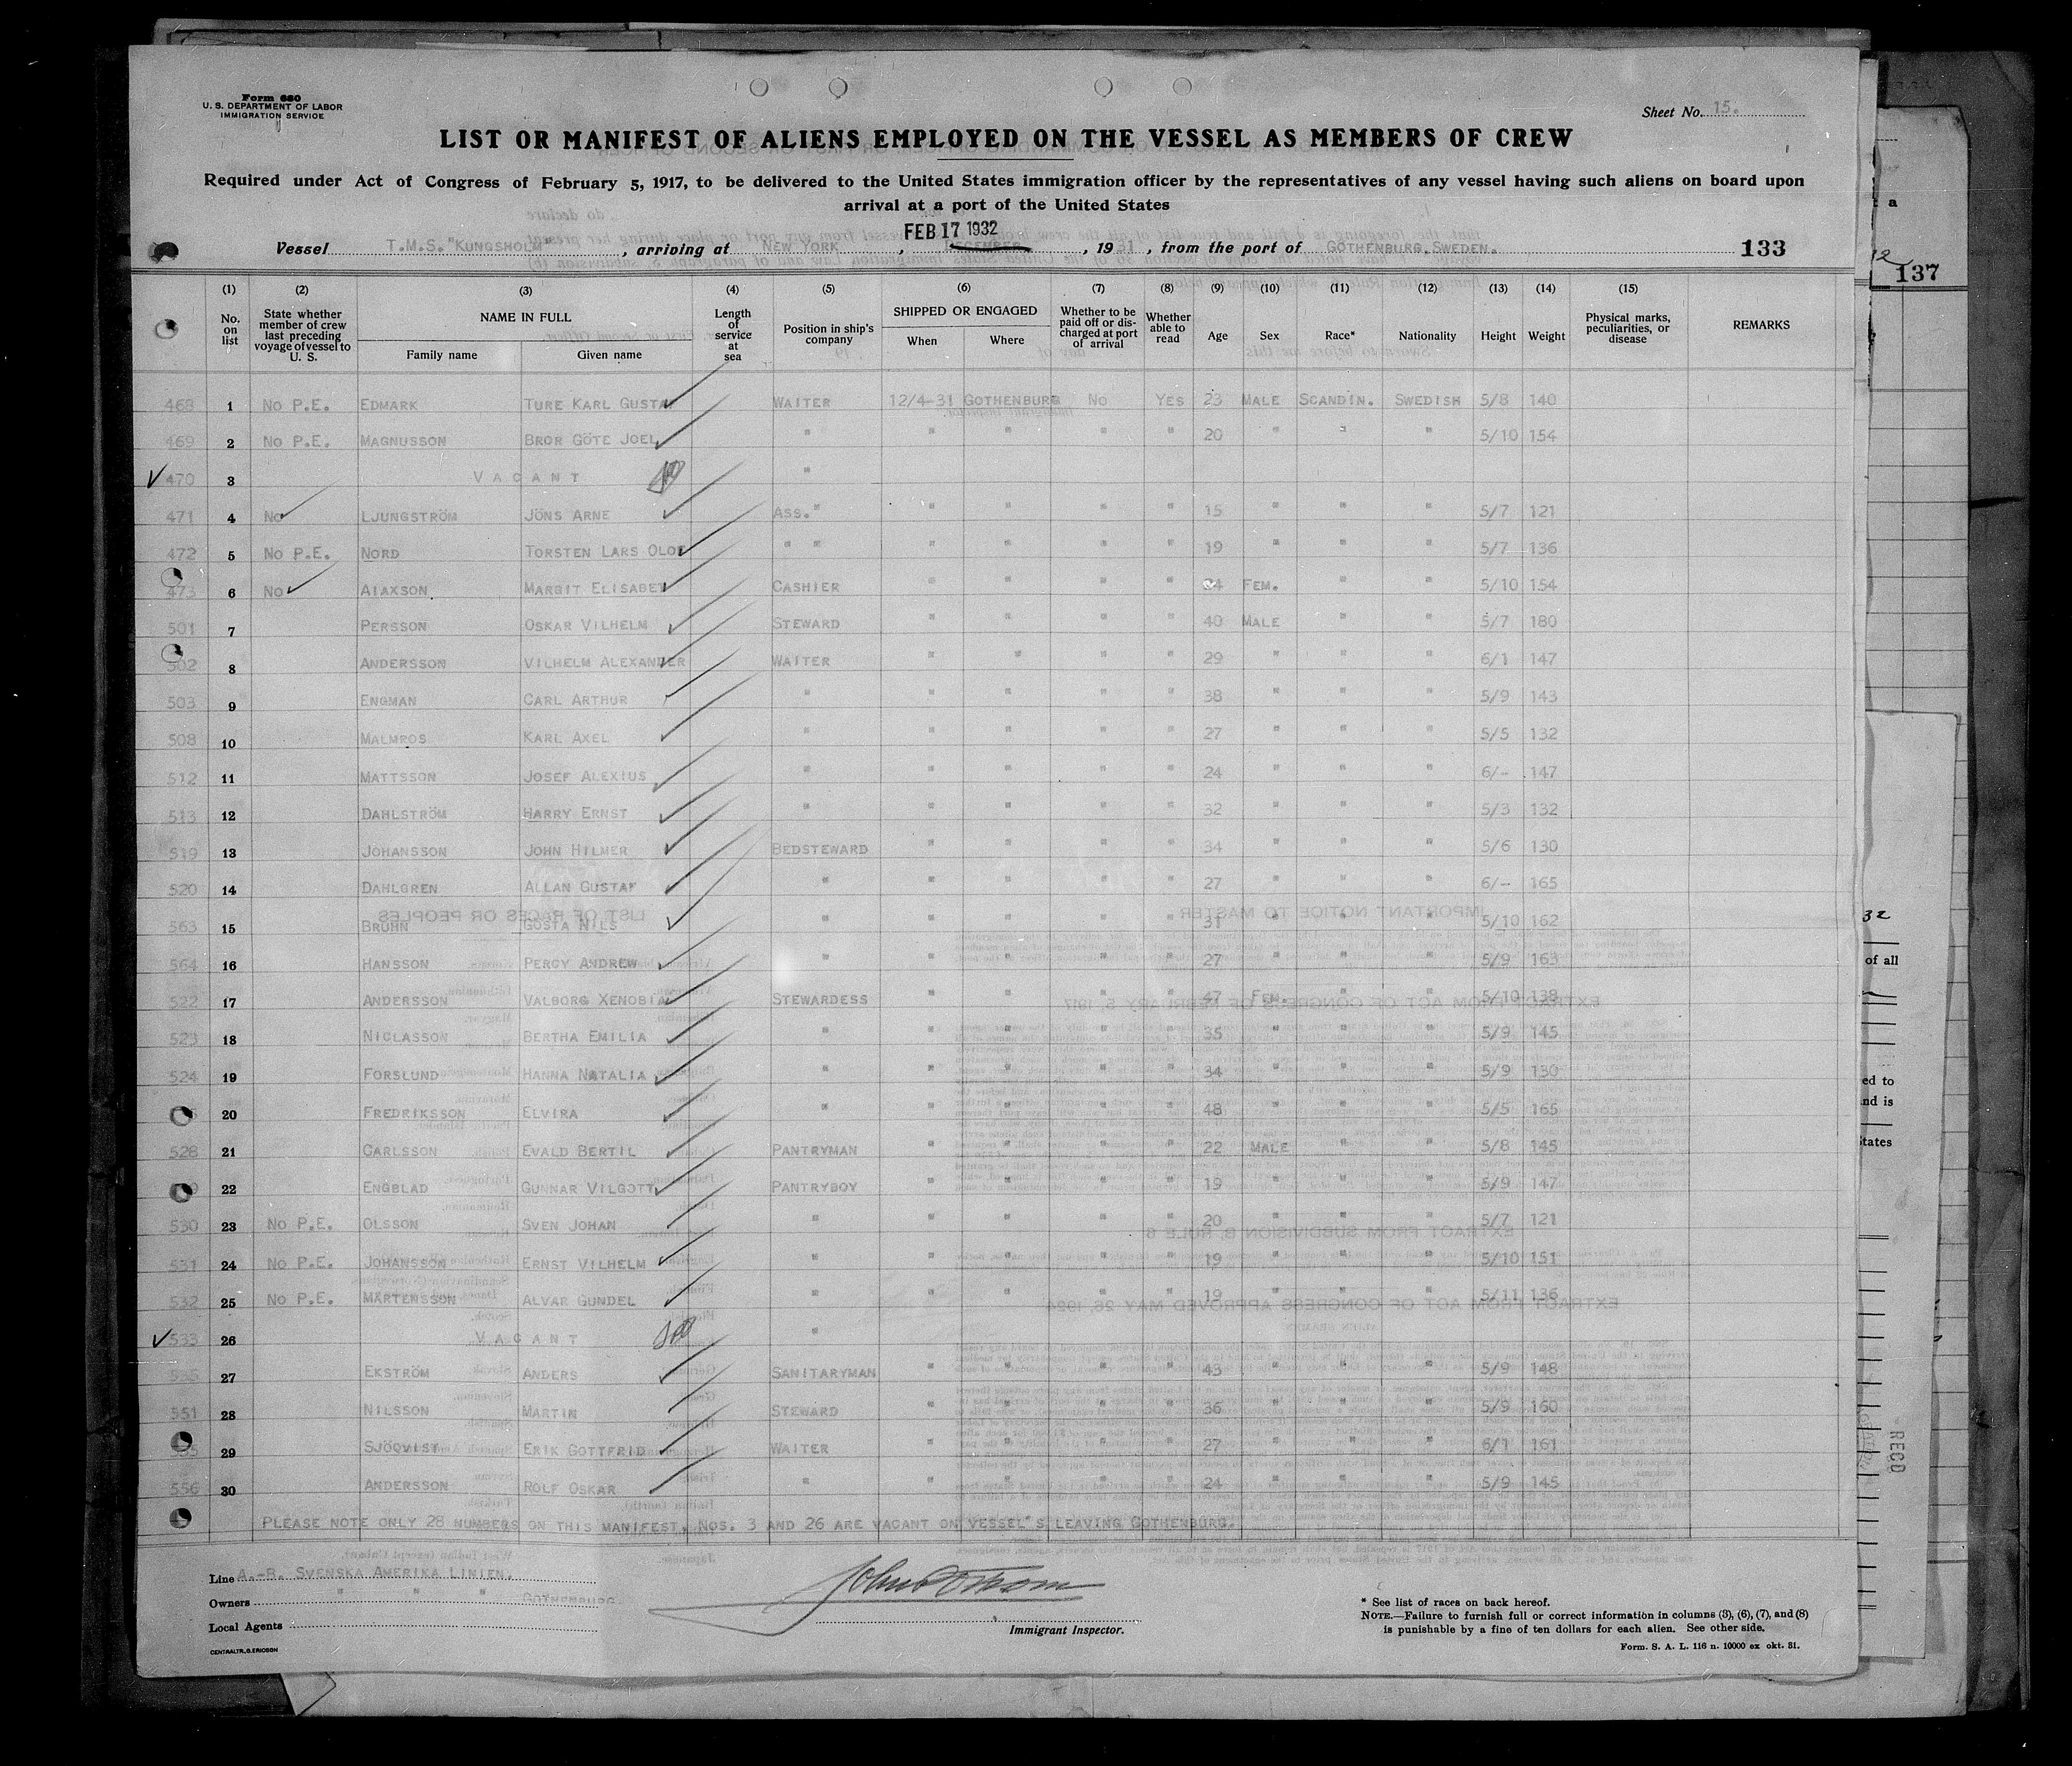 Form 680
U. S. DEPARTMENT OF LABOR
IMMIGRATION SERVICE
Sheet No. 15.
LIST OR MANIFEST OF ALIENS EMPLOYED ON THE VESSEL AS MEMBERS OF CREW
Required under Act of Congress of February 5, 1917, to be delivered to the United States immigration officer by the representatives of any vessel having such aliens on board upon
arrival at a port of the United States
FEB 17 1932
Vessel T.M.S. "KUNGSHOLM", arriving at NEW YORK, DECEMBER, 1931, from the port of GOTHENBURG, SWEDEN. 133
(1) (2) (3) (4) (5) (6) (7) (8) (9) (10) (11) (12) (13) (14) (15)
No. on list State whether member of crew last preceding voyage of vessel to U. S. NAME IN FULL Family name Given name Length of service at sea Position in ship's company SHIPPED OR ENGAGED When Where Whether to be paid off or discharged at port of arrival Whether able to read Age Sex Race* Nationality Height Weight Physical marks, peculiarities, or disease REMARKS
468 1 NO P.E. EDMARK TURE KARL GUSTAF WAITER 12/4-31 GOTHENBURG NO YES 23 MALE SCANDIN. SWEDISH 5/8 140
469 2 NO P.E. MAGNUSSON BROR GÖTE JOEL " " " " " 20 " " " 5/10 154
470 3 VACANT "
471 4 NO LJUNGSTRÖM JÖNS ARNE ASS." " " " " 15 " " " 5/7 121
472 5 NO P.E. NORD TORSTEN LARS OLOF " " " " " " 19 " " " 5/7 136
473 6 NO AIAXSON MARGIT ELISABET CASHIER " " " " 34 FEM. " " 5/10 154
501 7 PERSSON OSKAR VILHELM STEWARD " " " " 40 MALE " " 5/7 180
502 8 ANDERSSON VILHELM ALEXANDER WAITER " " " " 29 " " " 6/1 147
503 9 ENGMAN CARL ARTHUR " " " " " 38 " " " 5/9 143
508 10 MALMROS KARL AXEL " " " " " 27 " " " 5/5 132
512 11 MATTSSON JOSEF ALEXIUS " " " " " 24 " " " 6/- 147
513 12 DAHLSTRÖM HARRY ERNST " " " " " 32 " " " 5/3 132
519 13 JOHANSSON JOHN HILMER BEDSTEWARD " " " " 34 " " " 5/6 130
520 14 DAHLGREN ALLAN GUSTAF " " " " " 27 " " " 6/- 165
563 15 BRUHN GÖSTA NILS " " " " " 31 " " " 5/10 162
564 16 HANSSON PERCY ANDREW " " " " " 27 " " " 5/9 163
522 17 ANDERSSON VALBORG XENOBIA STEWARDESS " " " " 47 FEM. " " 5/10 138
523 18 NICLASSON BERTHA EMILIA " " " " " 35 " " " 5/9 145
524 19 FORSLUND HANNA NATALIA " " " " " 34 " " " 5/9 130
20 FREDRIKSSON ELVIRA " " " " " 48 " " " 5/5 165
528 21 CARLSSON EVALD BERTIL PANTRYMAN " " " " 22 MALE " " 5/8 145
22 ENGBLAD GUNNAR VILGOTT PANTRYBOY " " " " 19 " " " 5/9 147
530 23 NO P.E. OLSSON SVEN JOHAN " " " " " 20 " " " 5/7 121
531 24 NO P.E. JOHANSSON ERNST VILHELM " " " " " 19 " " " 5/10 151
532 25 NO P.E. MÅRTENSSON ALVAR GUNDEL " " " " " 19 " " " 5/11 136
533 26 VACANT "
27 EKSTRÖM ANDERS SANITARYMAN " " " " 43 " " " 5/9 148
551 28 NILSSON MARTIN STEWARD " " " " 36 " " " 5/9 160
29 SJÖQVIST ERIK GOTTFRID WAITER " " " " 27 " " " 6/1 161
556 30 ANDERSSON ROLF OSKAR " " " " " 24 " " " 5/9 145
PLEASE NOTE ONLY 28 NUMBERS ON THIS MANIFEST. NOS. 3 AND 26 ARE VACANT ON VESSEL'S LEAVING GOTHENBURG.
Line A.-B. SVENSKA AMERIKA LINIEN.
Owners " " " GOTHENBURG.
Local Agents
Immigrant Inspector.
CENTRALTR. G. ERICSON
* See list of races on back hereof.
NOTE.—Failure to furnish full or correct information in columns (3), (6), (7), and (8)
is punishable by a fine of ten dollars for each alien. See other side.
Form. S. A. L. 116 n. 10000 ex okt. 31.
137
of all
ed to
nd is
tates
RECD